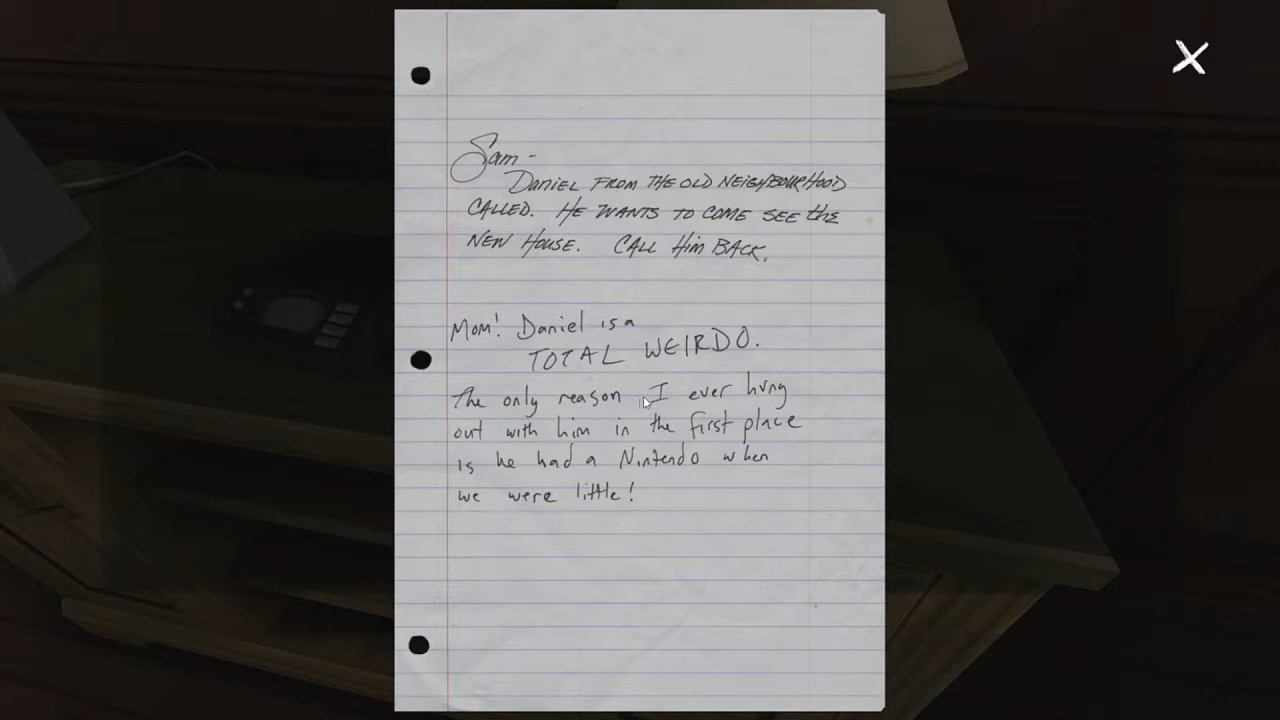 Sam-
DANIEL FROM THE OLD NEIGHBOURHOOD
CALLED. HE WANTS TO COME SEE the
NEW HOUSE. CALL HIM BACK.
Mom! Daniel is a
TOTAL WEIRDO.
The only reason I ever hung
out with him in the first place
is he had a Nintendo when
we were little!